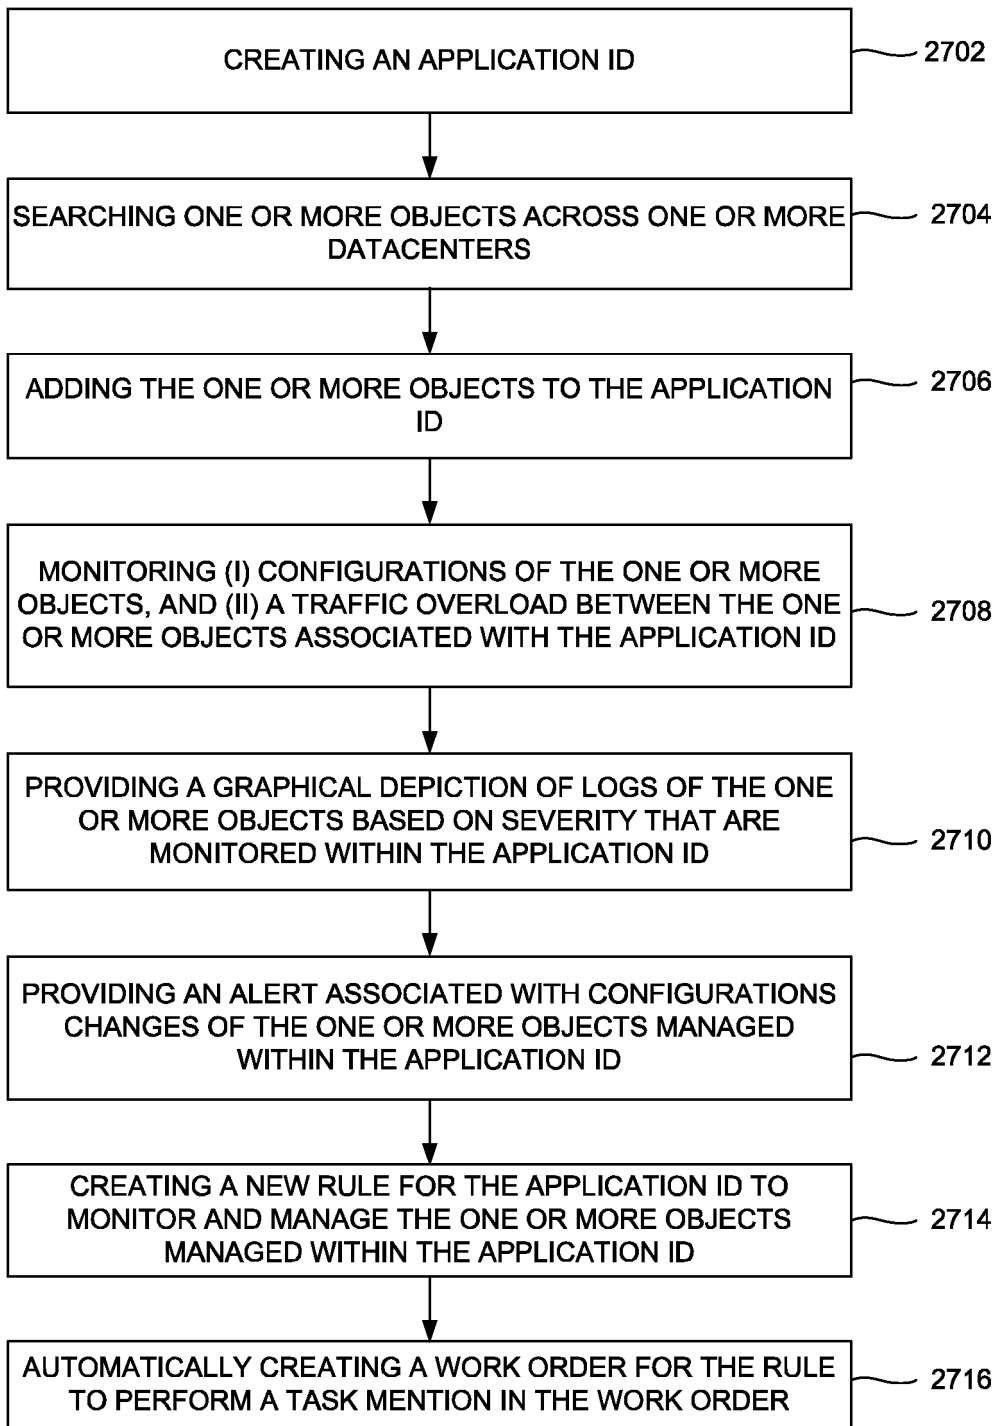 CREATING AN APPLICATION ID
2702
SEARCHING ONE OR MORE OBJECTS ACROSS ONE OR MORE
DATACENTERS
2704
ADDING THE ONE OR MORE OBJECTS TO THE APPLICATION
ID
2706
MONITORING (I) CONFIGURATIONS OF THE ONE OR MORE
OBJECTS, AND (II) A TRAFFIC OVERLOAD BETWEEN THE ONE
OR MORE OBJECTS ASSOCIATED WITH THE APPLICATION ID
2708
PROVIDING A GRAPHICAL DEPICTION OF LOGS OF THE ONE
OR MORE OBJECTS BASED ON SEVERITY THAT ARE
MONITORED WITHIN THE APPLICATION ID
2710
PROVIDING AN ALERT ASSOCIATED WITH CONFIGURATIONS
CHANGES OF THE ONE OR MORE OBJECTS MANAGED
WITHIN THE APPLICATION ID
2712
CREATING A NEW RULE FOR THE APPLICATION ID TO
MONITOR AND MANAGE THE ONE OR MORE OBJECTS
MANAGED WITHIN THE APPLICATION ID
2714
AUTOMATICALLY CREATING A WORK ORDER FOR THE RULE
TO PERFORM A TASK MENTION IN THE WORK ORDER
2716